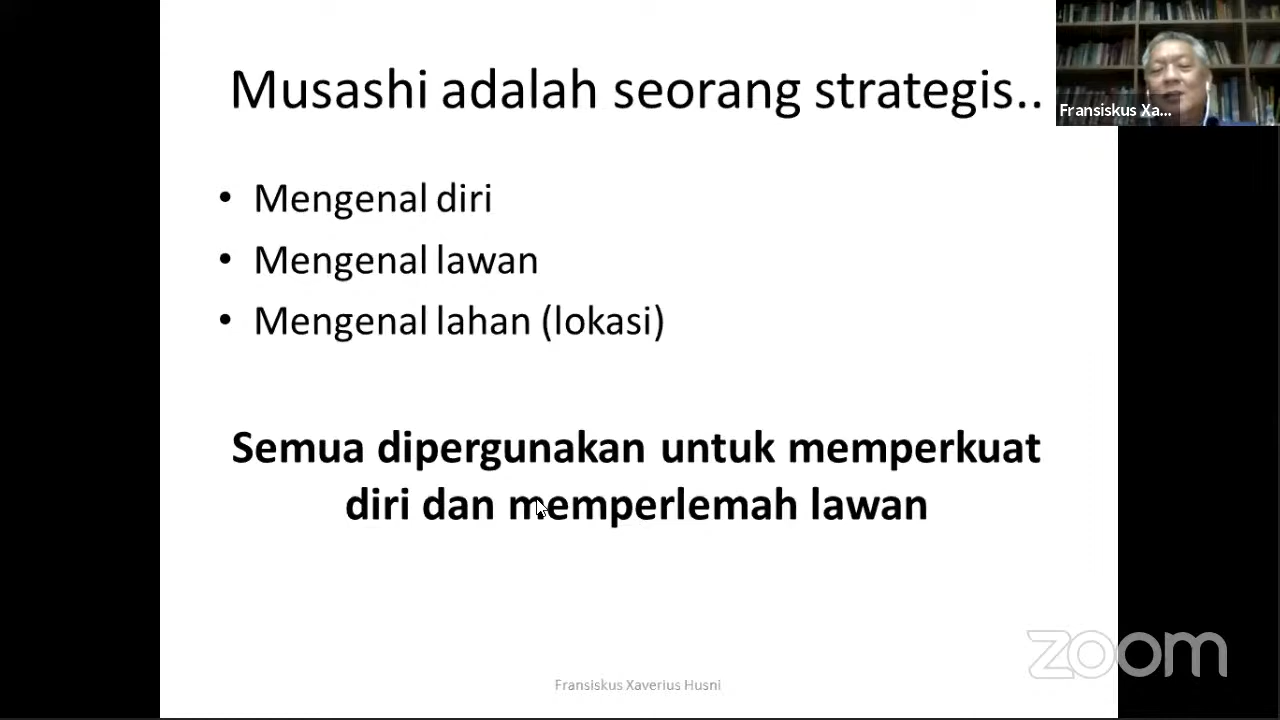 Musashi adalah seorang strategis..
Fransiskus Xa...
• Mengenal diri
• Mengenal lawan
• Mengenal lahan (lokasi)
Semua dipergunakan untuk memperkuat
diri dan memperlemah lawan
zoom
Fransiskus Xaverius Husni